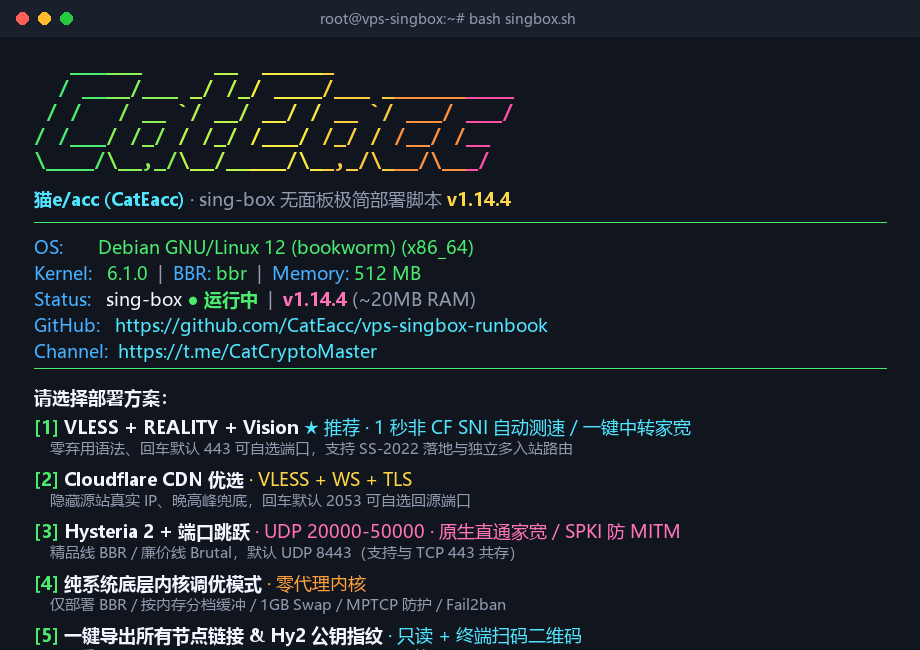 root@vps-singbox:~# bash singbox.sh
CatEacc
猫e/acc (CatEacc) · sing-box 无面板极简部署脚本 v1.14.4
OS: Debian GNU/Linux 12 (bookworm) (x86_64)
Kernel: 6.1.0 | BBR: bbr | Memory: 512 MB
Status: sing-box ● 运行中 | v1.14.4 (~20MB RAM)
GitHub: https://github.com/CatEacc/vps-singbox-runbook
Channel: https://t.me/CatCryptoMaster
请选择部署方案：
[1] VLESS + REALITY + Vision ★ 推荐 · 1 秒非 CF SNI 自动测速 / 一键中转家宽
零弃用语法、回车默认 443 可自选端口，支持 SS-2022 落地与独立多入站路由
[2] Cloudflare CDN 优选 · VLESS + WS + TLS
隐藏源站真实 IP、晚高峰兜底，回车默认 2053 可自选回源端口
[3] Hysteria 2 + 端口跳跃 · UDP 20000-50000 · 原生直通家宽 / SPKI 防 MITM
精品线 BBR / 廉价线 Brutal，默认 UDP 8443（支持与 TCP 443 共存）
[4] 纯系统底层内核调优模式 · 零代理内核
仅部署 BBR / 按内存分档缓冲 / 1GB Swap / MPTCP 防护 / Fail2ban
[5] 一键导出所有节点链接 & Hy2 公钥指纹 · 只读 + 终端扫码二维码